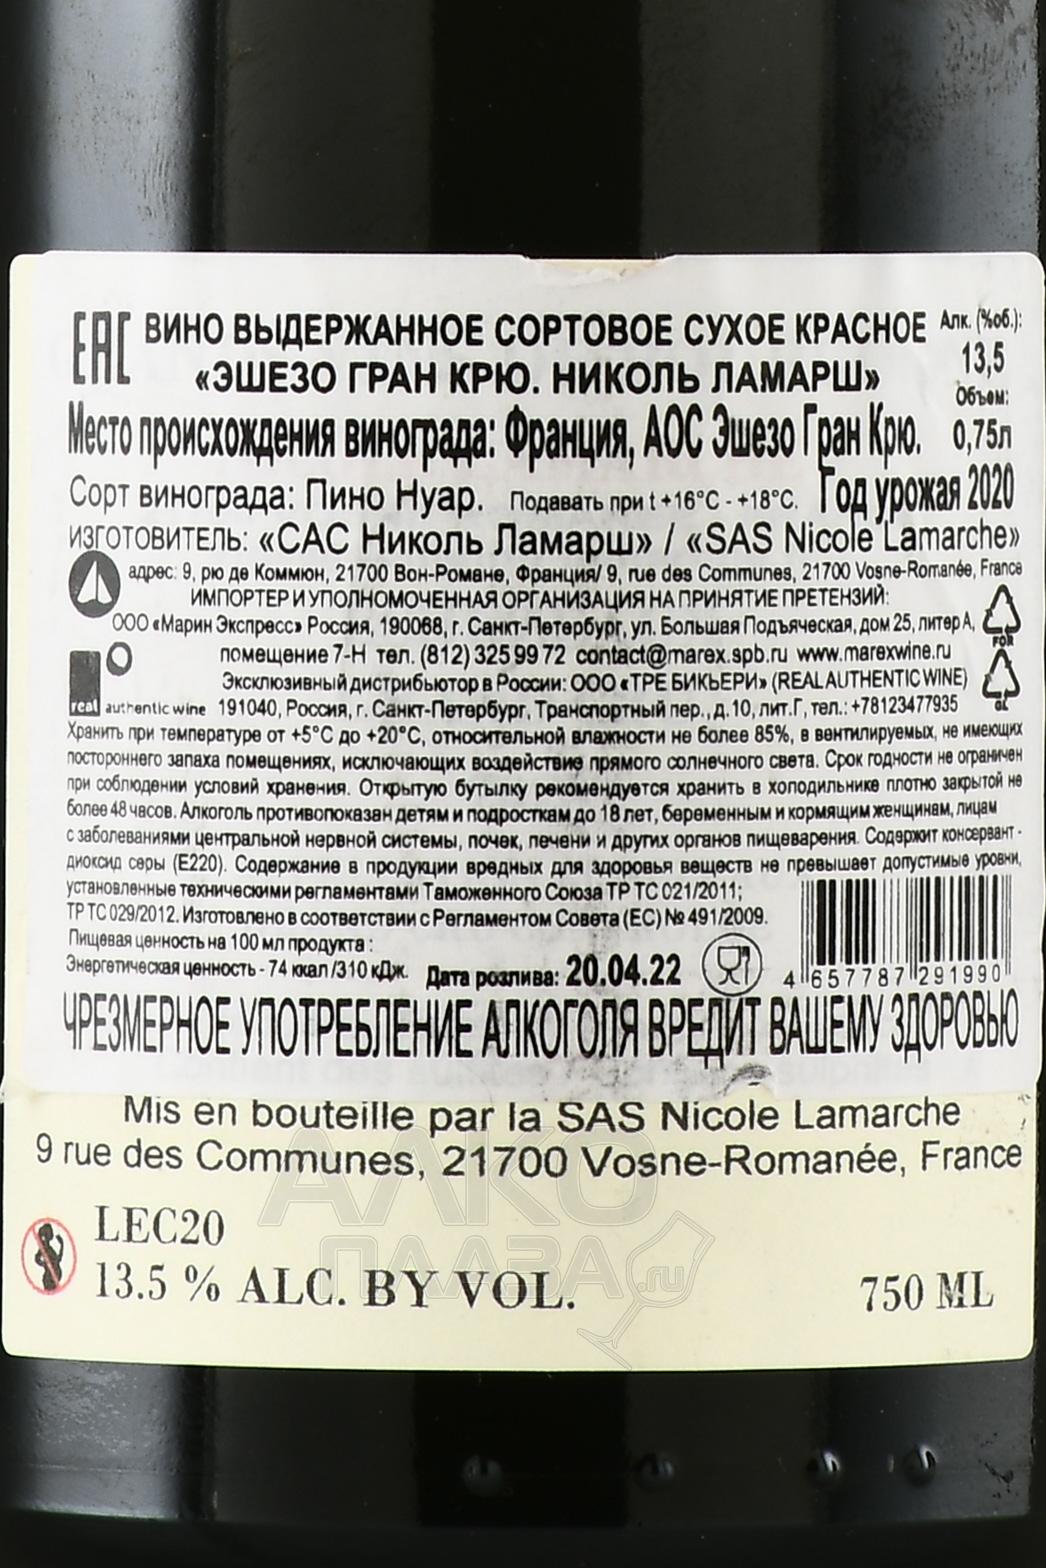 ЕАС
ВИНО ВЫДЕРЖАННОЕ СОРТОВОЕ СУХОЕ КРАСНОЕ
Алк. (%об.):
«ЭШЕЗО ГРАН КРЮ. НИКОЛЬ ЛАМАРШ»
13,5
Объем:
Место происхождения винограда: Франция, АОС Эшезо Гран Крю.
0,75л
Сорт винограда: Пино Нуар. Подавать при t +16°C - +18°C. Год урожая 2020
ИЗГОТОВИТЕЛЬ: «САС Николь Ламарш» / «SAS Nicole Lamarche»
адрес: 9, рю де Коммюн, 21700 Вон-Романе, Франция/ 9, rue des Communes, 21700 Vosne-Romanée, France
ИМПОРТЕР И УПОЛНОМОЧЕННАЯ ОРГАНИЗАЦИЯ НА ПРИНЯТИЕ ПРЕТЕНЗИЙ:
ООО «Марин Экспресс» Россия, 190068, г. Санкт-Петербург, ул. Большая Подъяческая, дом 25, литер А,
FOR
помещение 7-Н тел. (812) 325 99 72 contact@marex.spb.ru www.marexwine.ru
Эксклюзивный дистрибьютор в России: ООО «ТРЕ БИКЬЕРИ» (REAL AUTHENTIC WINE)
GL
real authentic wine
191040, Россия, г. Санкт-Петербург, Транспортный пер., д. 10, лит.Г, тел.: +78123477935
Хранить при температуре от +5°C до +20°C, относительной влажности не более 85%, в вентилируемых, не имеющих
постороннего запаха помещениях, исключающих воздействие прямого солнечного света. Срок годности не ограничен
при соблюдении условий хранения. Открытую бутылку рекомендуется хранить в холодильнике плотно закрытой не
более 48 часов. Алкоголь противопоказан детям и подросткам до 18 лет, беременным и кормящим женщинам, лицам
с заболеваниями центральной нервной системы, почек, печени и других органов пищеварения. Содержит консервант -
диоксид серы (E220). Содержание в продукции вредных для здоровья веществ не превышает допустимые уровни,
установленные техническими регламентами Таможенного Союза ТР ТС 021/2011;
ТР ТС 029/2012. Изготовлено в соответствии с Регламентом Совета (ЕС) № 491/2009.
Пищевая ценность на 100 мл продукта :
Энергетическая ценность - 74 ккал/310 кДж. Дата розлива: 20.04.22
4 657787 291990
ЧРЕЗМЕРНОЕ УПОТРЕБЛЕНИЕ АЛКОГОЛЯ ВРЕДИТ ВАШЕМУ ЗДОРОВЬЮ
Mis en bouteille par la SAS Nicole Lamarche
9 rue des Communes, 21700 Vosne-Romanée, France
АЛКО
ПЛАЗА
.ru
LEC20
13.5 % ALC. BY VOL.
750 ML